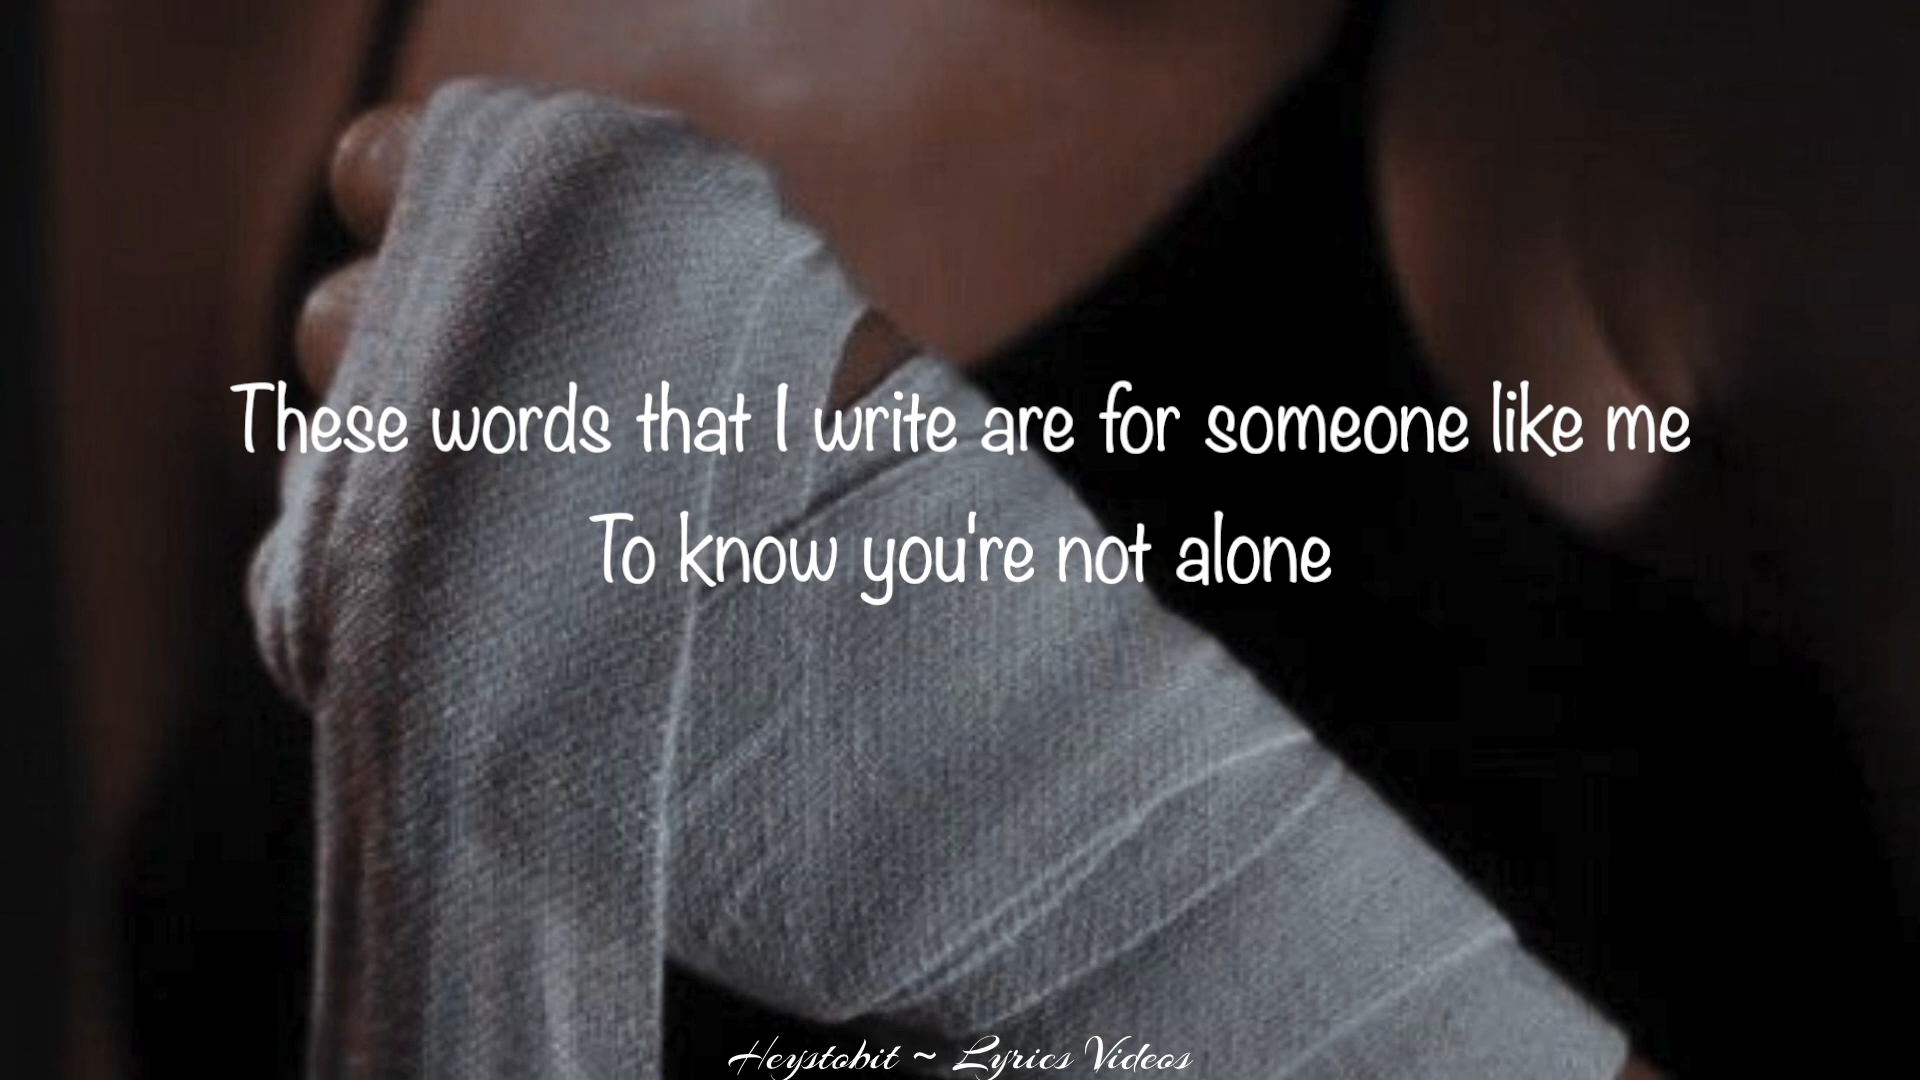 These words that I write are for someone like me
To know you're not alone
Heystobit ~ Lyrics Videos